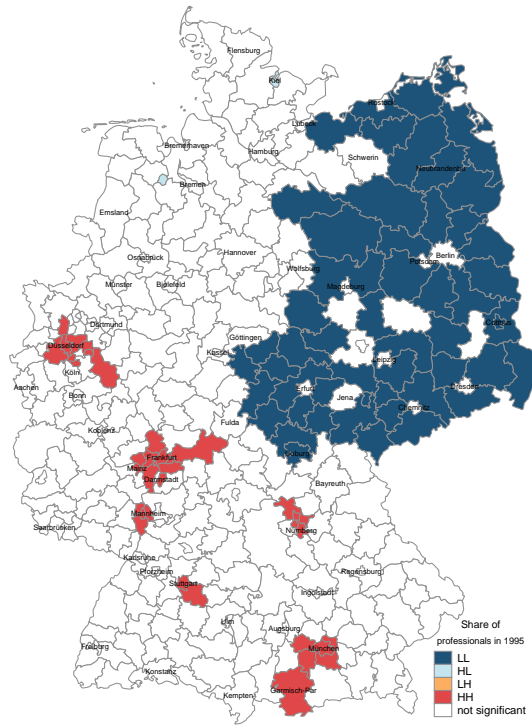 Flensburg
Kiel
Rostock
Lübeck
Bremerhaven
Hamburg
Schwerin
Neubrandenbu
Bremen
Emsland
Berlin
Potsdam
Osnabrück
Hannover
Wolfsburg
Münster
Bielefeld
Magdeburg
Cottbus
Dortmund
Göttingen
Düsseldorf
Kassel
Leipzig
Köln
Aachen
Erfurt
Dresden
Bonn
Jena
Chemnitz
Fulda
Koblenz
Frankfurt
Coburg
Mainz
Darmstadt
Bayreuth
Mannheim
Saarbrücken
Nürnberg
Karlsruhe
Pforzheim
Regensburg
Stuttgart
Ingolstadt
Ulm
Augsburg
Freiburg
München
Konstanz
Garmisch-Par
Kempten
Share of
professionals in 1995
LL
HL
LH
HH
not significant